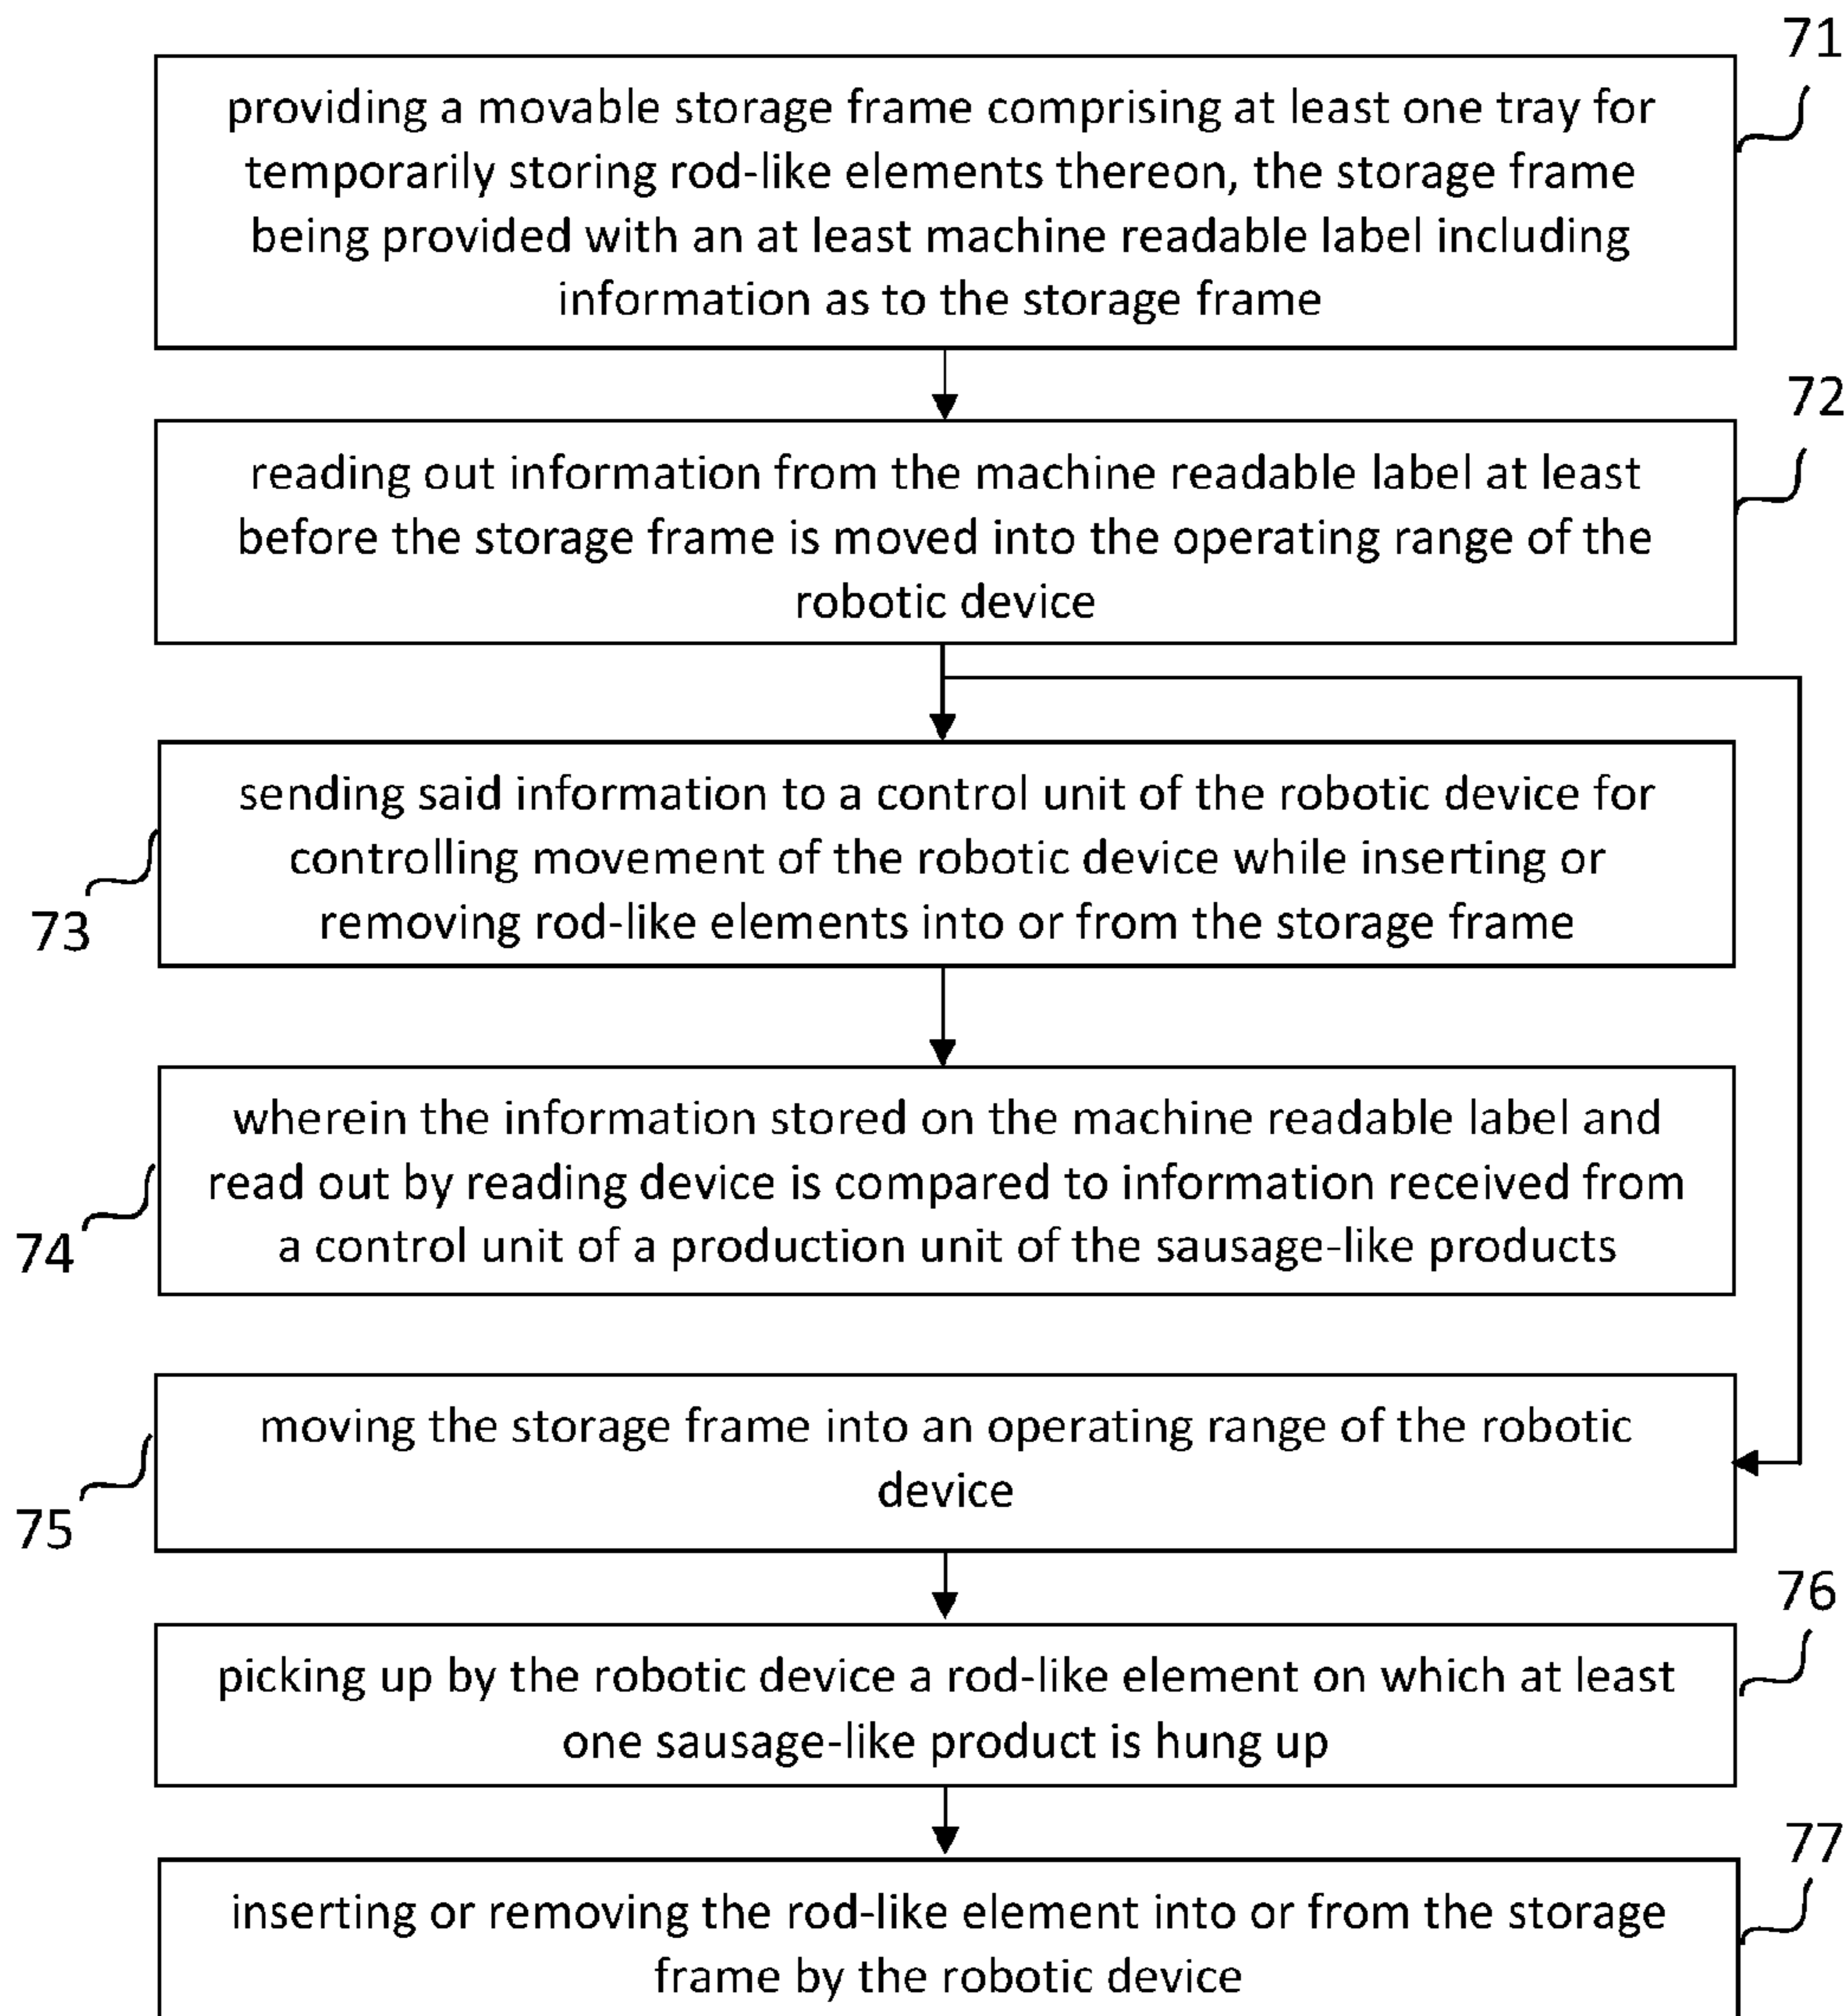 71
providing a movable storage frame comprising at least one tray for
temporarily storing rod-like elements thereon, the storage frame
being provided with an at least machine readable label including
information as to the storage frame
72
reading out information from the machine readable label at least
before the storage frame is moved into the operating range of the
robotic device
sending said information to a control unit of the robotic device for
controlling movement of the robotic device while inserting or
removing rod-like elements into or from the storage frame
73
wherein the information stored on the machine readable label and
read out by reading device is compared to information received from
a control unit of a production unit of the sausage-like products
74
moving the storage frame into an operating range of the robotic
device
75
76
picking up by the robotic device a rod-like element on which at least
one sausage-like product is hung up
77
inserting or removing the rod-like element into or from the storage
frame by the robotic device